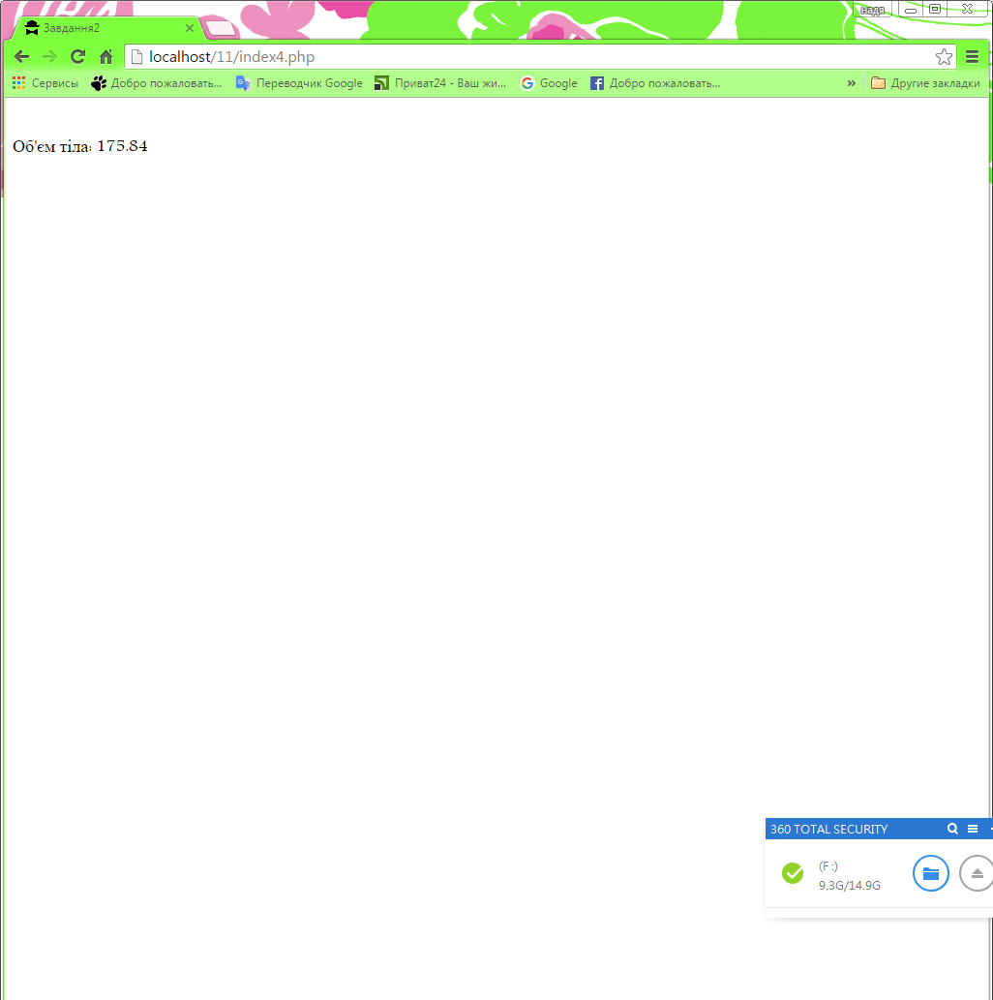 надя
Завдання2
localhost/11/index4.php
Сервисы Добро пожаловать... Переводчик Google Приват24 - Ваш жи... Google Добро пожаловать... » Другие закладки
Об'єм тіла: 175.84
360 TOTAL SECURITY
(F:)
9.3G/14.9G